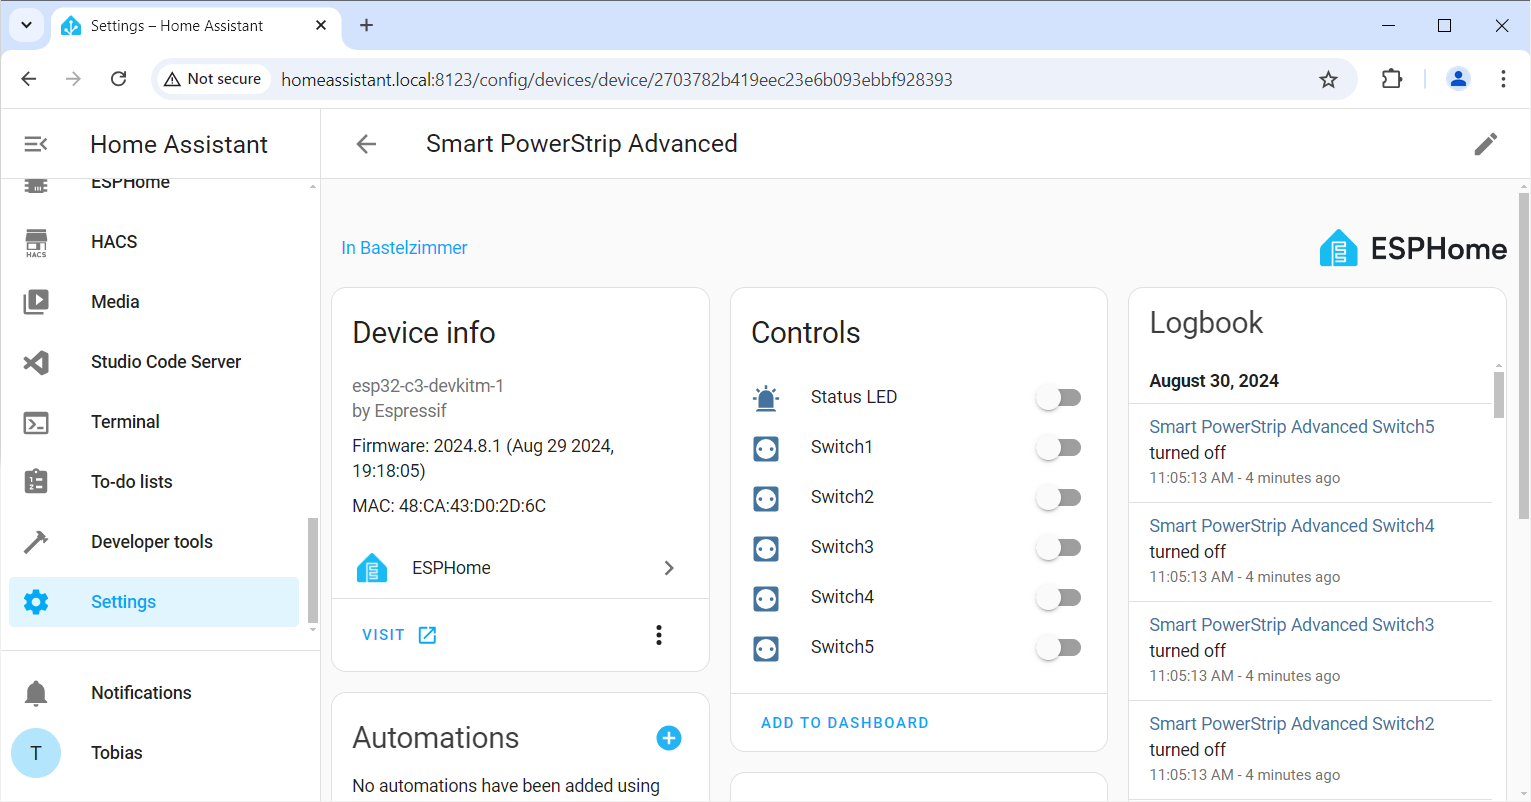 Settings – Home Assistant
Not secure
homeassistant.local:8123/config/devices/device/2703782b419eec23e6b093ebbf928393
Home Assistant
Smart PowerStrip Advanced
ESPHome
HACS
HACS
Media
Studio Code Server
Terminal
To-do lists
Developer tools
Settings
Notifications
T
Tobias
In Bastelzimmer
ESPHome
Device info
esp32-c3-devkitm-1
by Espressif
Firmware: 2024.8.1 (Aug 29 2024,
19:18:05)
MAC: 48:CA:43:D0:2D:6C
ESPHome
VISIT
Automations
No automations have been added using
Controls
Status LED
Switch1
Switch2
Switch3
Switch4
Switch5
ADD TO DASHBOARD
Logbook
August 30, 2024
Smart PowerStrip Advanced Switch5
turned off
11:05:13 AM - 4 minutes ago
Smart PowerStrip Advanced Switch4
turned off
11:05:13 AM - 4 minutes ago
Smart PowerStrip Advanced Switch3
turned off
11:05:13 AM - 4 minutes ago
Smart PowerStrip Advanced Switch2
turned off
11:05:13 AM - 4 minutes ago